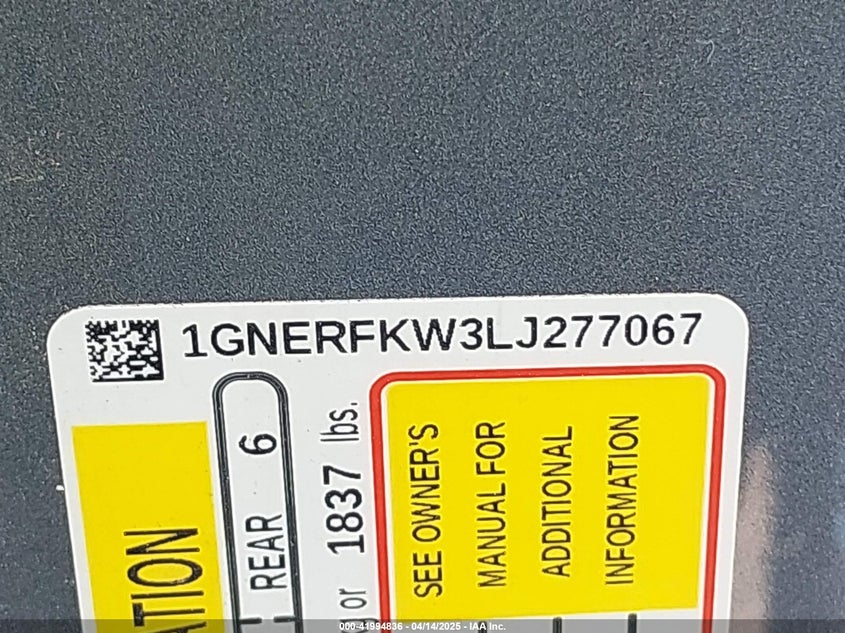 1GNERFKW3LJ277067
REAR 6
or 1837 lbs.
SEE OWNER'S
MANUAL FOR
ADDITIONAL
INFORMATION
000-41994836 - 04/14/2025 - IAA Inc.